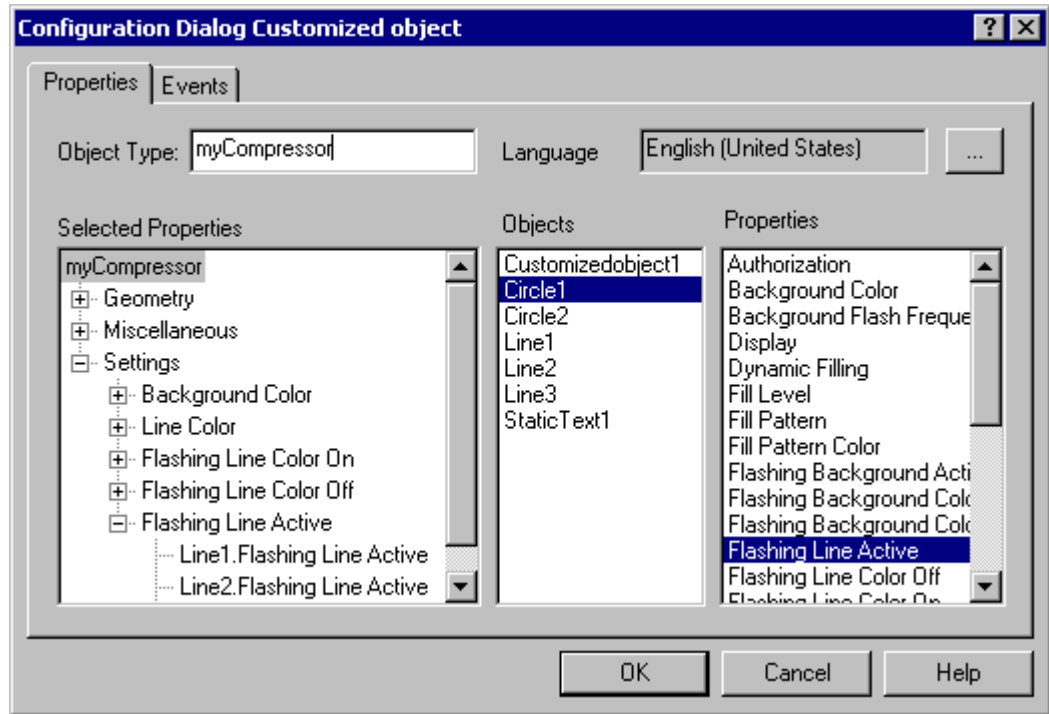 Configuration Dialog Customized object
Properties
Events
Object Type:
myCompressor
Language
English (United States)
...
Selected Properties
myCompressor
Geometry
Miscellaneous
Settings
Background Color
Line Color
Flashing Line Color On
Flashing Line Color Off
Flashing Line Active
Line1.Flashing Line Active
Line2.Flashing Line Active
Objects
Customizedobject1
Circle1
Circle2
Line1
Line2
Line3
StaticText1
Properties
Authorization
Background Color
Background Flash Freque
Display
Dynamic Filling
Fill Level
Fill Pattern
Fill Pattern Color
Flashing Background Acti
Flashing Background Colo
Flashing Background Colo
Flashing Line Active
Flashing Line Color Off
Flashing Line Color On
OK
Cancel
Help